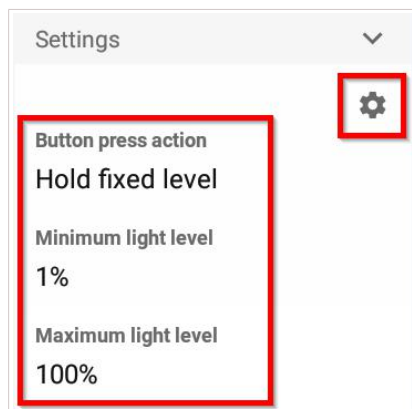 Settings
Button press action
Hold fixed level
Minimum light level
1%
Maximum light level
100%